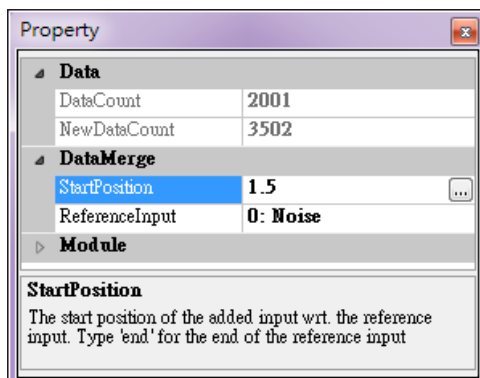 Property
Data
DataCount 2001
NewDataCount 3502
DataMerge
StartPosition 1.5 ...
ReferenceInput 0: Noise
Module
StartPosition
The start position of the added input wrt. the reference
input. Type 'end' for the end of the reference input